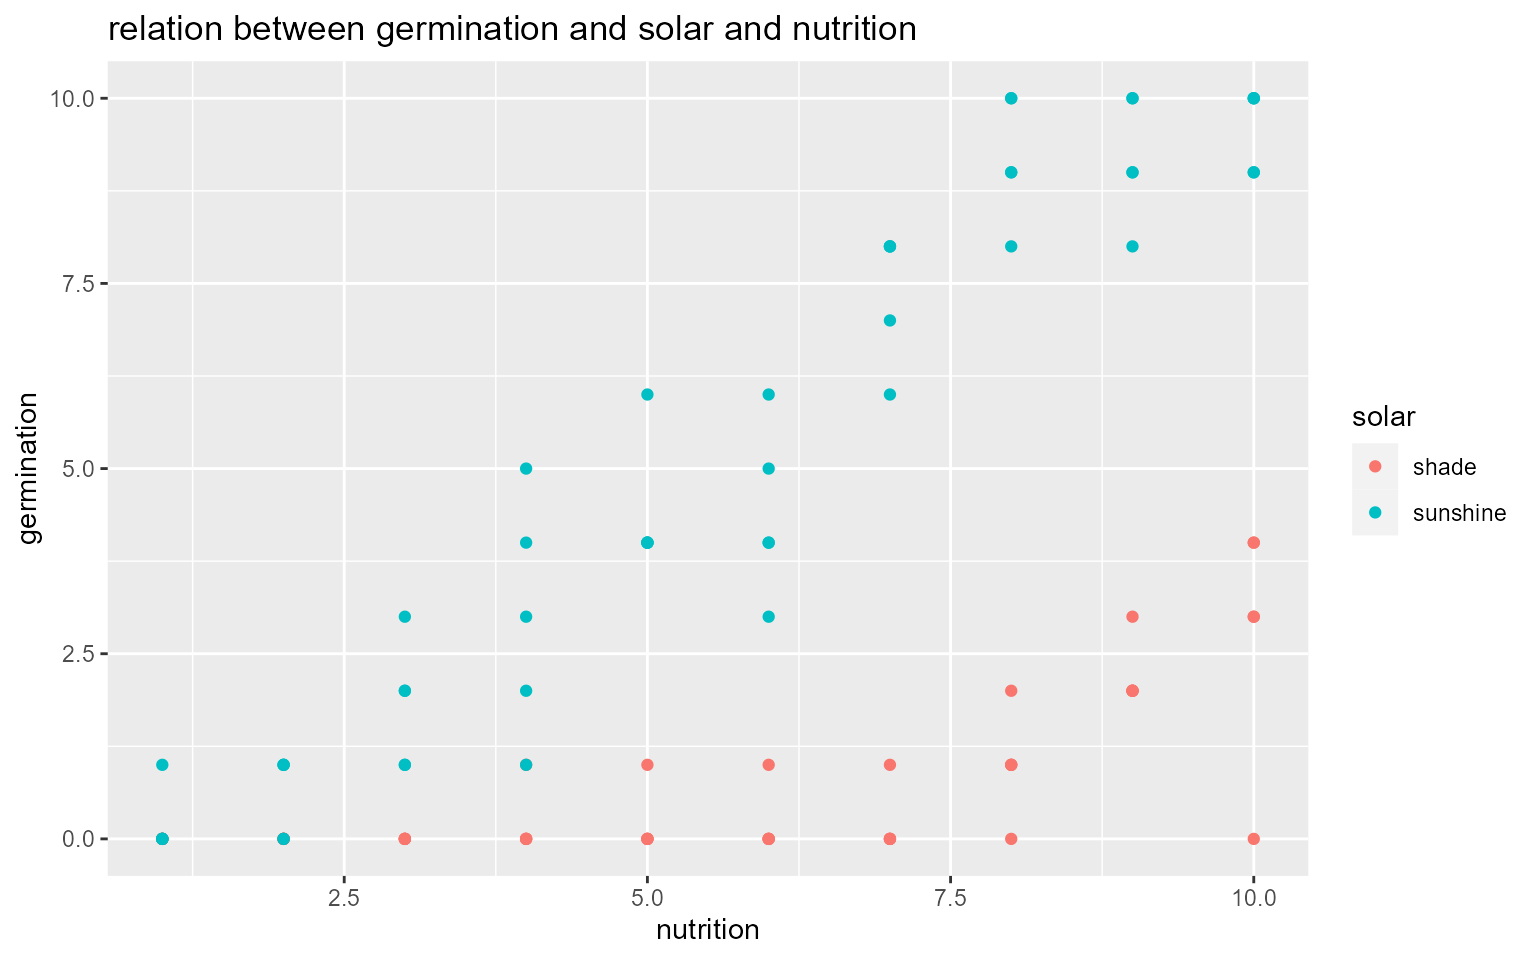 relation between germination and solar and nutrition
10.0
7.5
5.0
2.5
0.0
germination
2.5
5.0
7.5
10.0
nutrition
solar
shade
sunshine